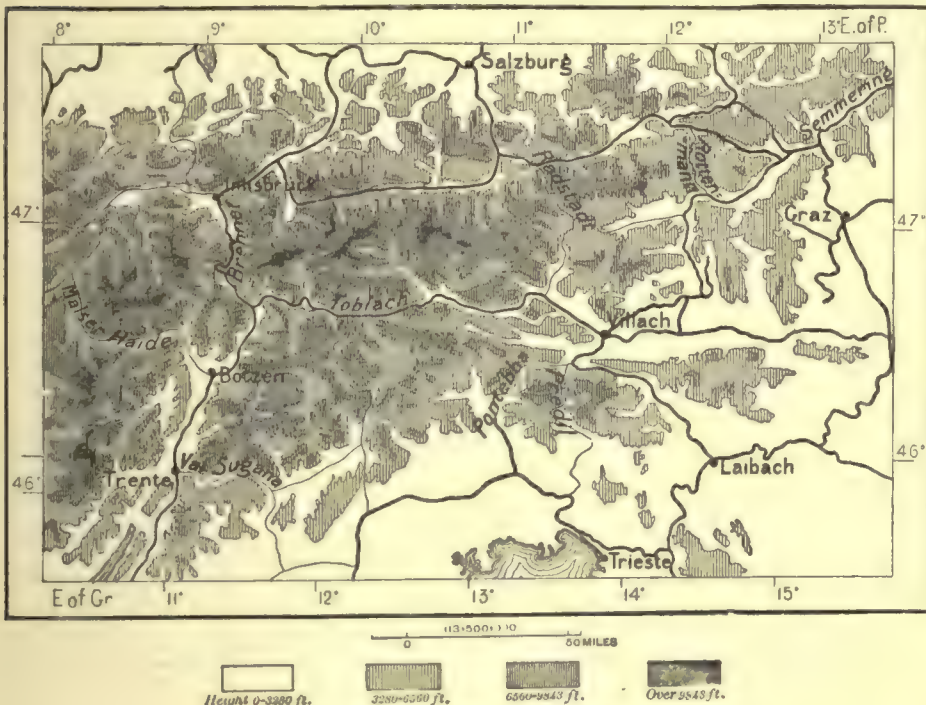 8° 9° 10° 11° 12° 13° E. of P.
Salzburg
Semmering
Radstadt
Rotten
mann
Innsbruck
47° Graz 47°
Brenner
Toblach
Malser Haide
Villach
Botzen
Pontebba
Predil
46° Val Sugana Laibach 46°
Trente
Trieste
E of Gr 11° 12° 13° 14° 15°
0 50 MILES
Height 0-3280 ft. 3280-6560 ft. 6560-9843 ft. Over 9843 ft.